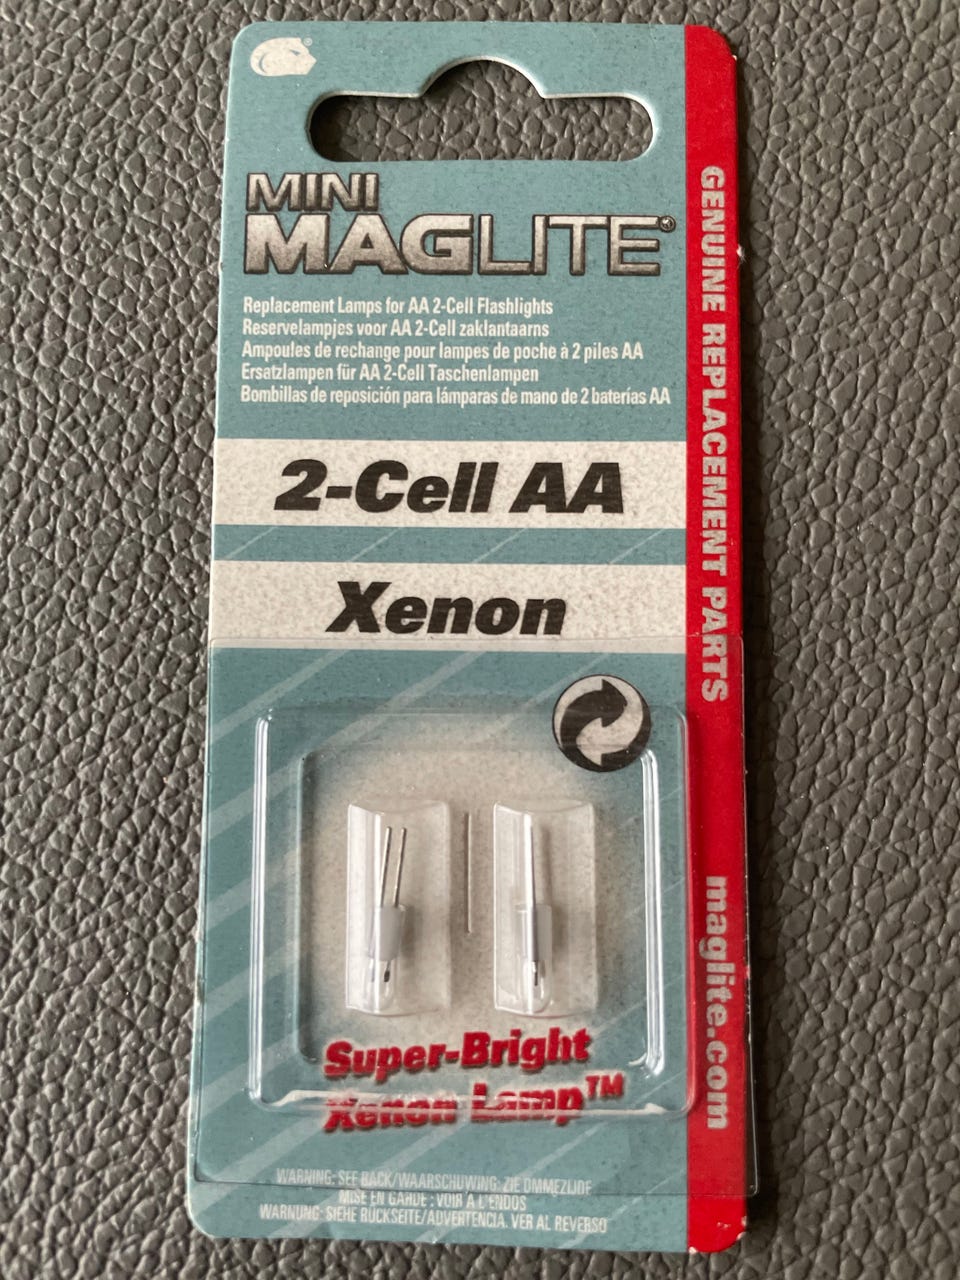 MINI
MAGLITE®
Replacement Lamps for AA 2-Cell Flashlights
Reservelampjes voor AA 2-Cell zaklantaarns
Ampoules de rechange pour lampes de poche à 2 piles AA
Ersatzlampen für AA 2-Cell Taschenlampen
Bombillas de reposición para lámparas de mano de 2 baterías AA
2-Cell AA
Xenon
Super-Bright
Xenon Lamp™
WARNING: SEE BACK/WAARSCHUWING: ZIE OMMEZIJDE
MISE EN GARDE : VOIR A L'ENDOS
WARNUNG: SIEHE RÜCKSEITE/ADVERTENCIA. VER AL REVERSO
GENUINE REPLACEMENT PARTS
maglite.com